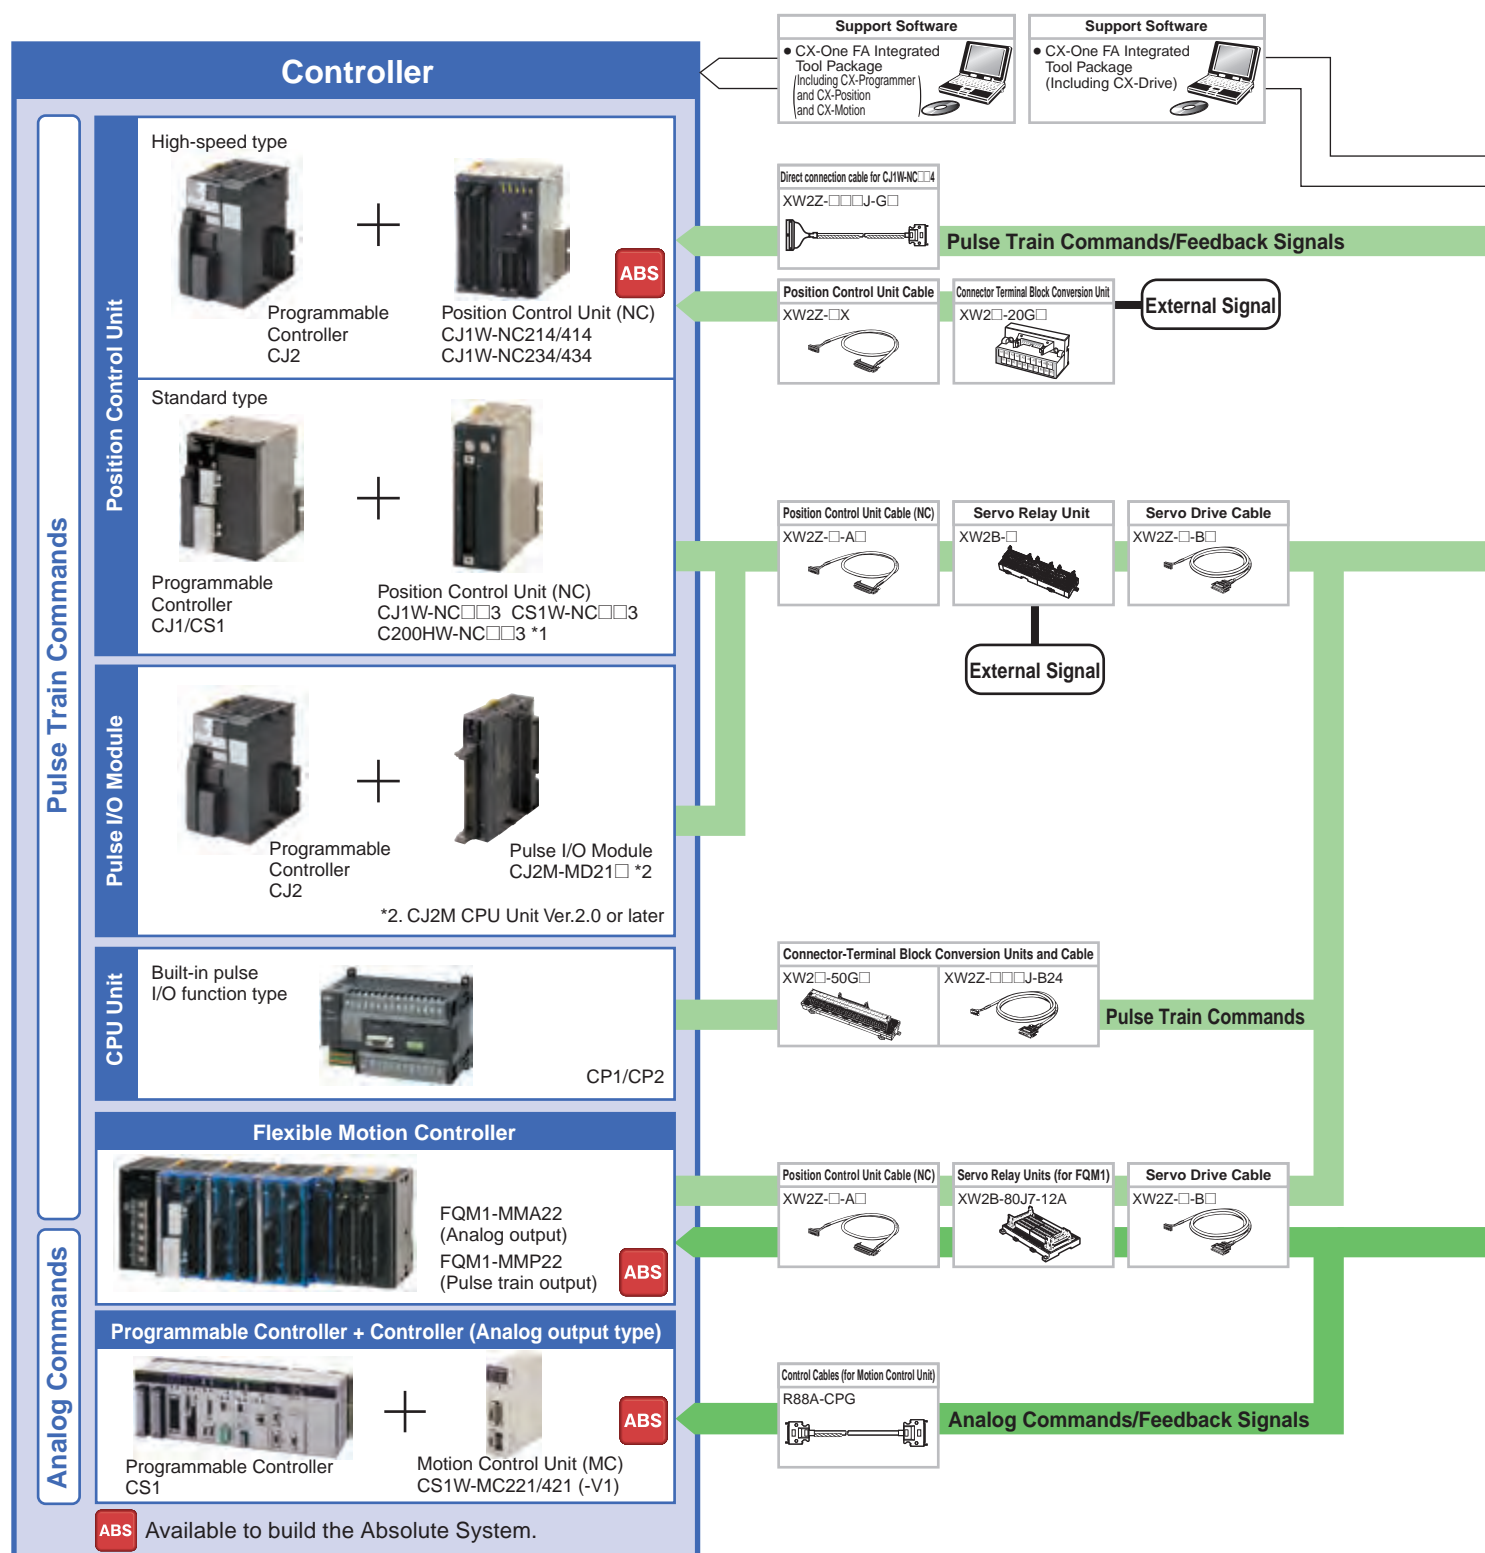 Support Software
● CX-One FA Integrated
Tool Package
(Including CX-Programmer
and CX-Position
and CX-Motion)
Support Software
● CX-One FA Integrated
Tool Package
(Including CX-Drive)
Controller
Pulse Train Commands
Position Control Unit
High-speed type
Programmable
Controller
CJ2
Position Control Unit (NC)
CJ1W-NC214/414
CJ1W-NC234/434
ABS
Direct connection cable for CJ1W-NC□□4
XW2Z-□□□J-G□
Pulse Train Commands/Feedback Signals
Position Control Unit Cable
XW2Z-□X
Connector Terminal Block Conversion Unit
XW2□-20G□
External Signal
Standard type
Programmable
Controller
CJ1/CS1
Position Control Unit (NC)
CJ1W-NC□□3 CS1W-NC□□3
C200HW-NC□□3 *1
Position Control Unit Cable (NC)
XW2Z-□-A□
Servo Relay Unit
XW2B-□
Servo Drive Cable
XW2Z-□-B□
External Signal
Pulse I/O Module
Programmable
Controller
CJ2
Pulse I/O Module
CJ2M-MD21□ *2
*2. CJ2M CPU Unit Ver.2.0 or later
CPU Unit
Built-in pulse
I/O function type
CP1/CP2
Connector-Terminal Block Conversion Units and Cable
XW2□-50G□
XW2Z-□□□J-B24
Pulse Train Commands
Flexible Motion Controller
FQM1-MMA22
(Analog output)
FQM1-MMP22
(Pulse train output)
ABS
Position Control Unit Cable (NC)
XW2Z-□-A□
Servo Relay Units (for FQM1)
XW2B-80J7-12A
Servo Drive Cable
XW2Z-□-B□
Analog Commands
Programmable Controller + Controller (Analog output type)
Programmable Controller
CS1
Motion Control Unit (MC)
CS1W-MC221/421 (-V1)
ABS
Control Cables (for Motion Control Unit)
R88A-CPG
Analog Commands/Feedback Signals
ABS Available to build the Absolute System.